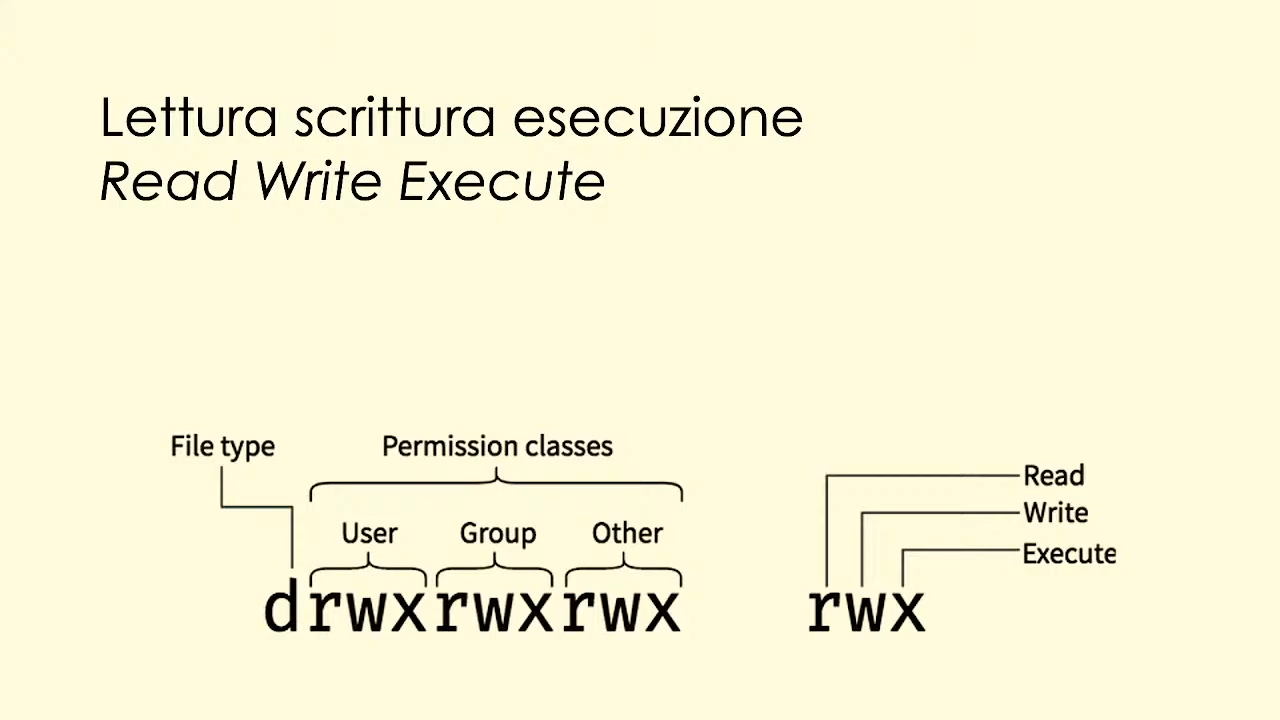 Lettura scrittura esecuzione
Read Write Execute
File type
Permission classes
User Group Other
drwxrwxrwx
Read
Write
Execute
rwx